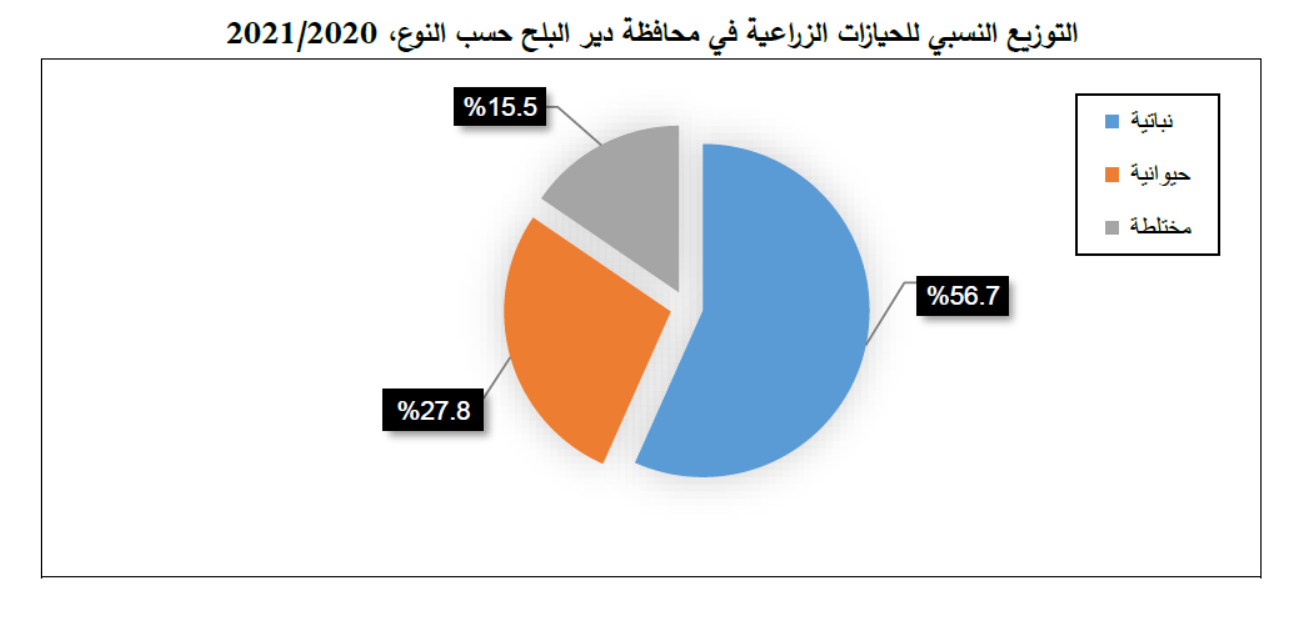 التوزيع النسبي للحيازات الزراعية في محافظة دير البلح حسب النوع، 2021/2020
نباتية
حيوانية
مختلطة
%15.5
%56.7
%27.8